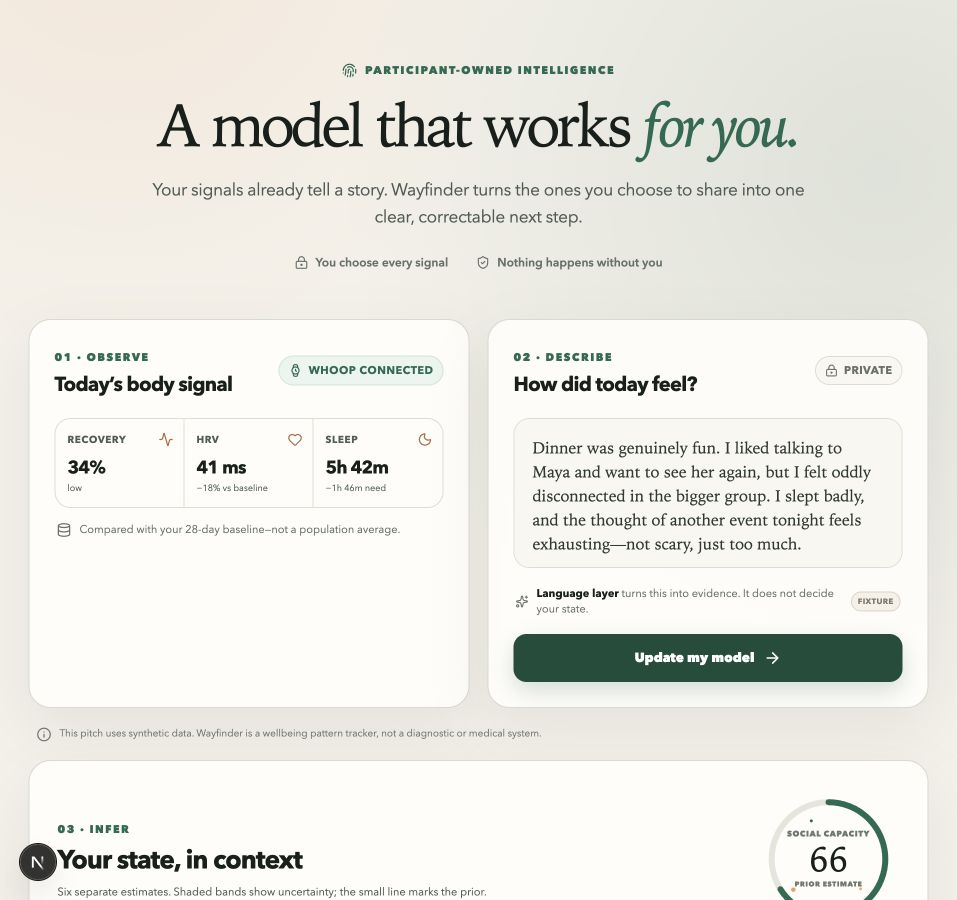 PARTICIPANT-OWNED INTELLIGENCE
A model that works for you.
Your signals already tell a story. Wayfinder turns the ones you choose to share into one
clear, correctable next step.
You choose every signal
Nothing happens without you
01 · OBSERVE
Today’s body signal
WHOOP CONNECTED
RECOVERY
34%
low
HRV
41 ms
−18% vs baseline
SLEEP
5h 42m
−1h 46m need
Compared with your 28-day baseline—not a population average.
02 · DESCRIBE
How did today feel?
PRIVATE
Dinner was genuinely fun. I liked talking to
Maya and want to see her again, but I felt oddly
disconnected in the bigger group. I slept badly,
and the thought of another event tonight feels
exhausting—not scary, just too much.
Language layer turns this into evidence. It does not decide
your state.
FIXTURE
Update my model
This pitch uses synthetic data. Wayfinder is a wellbeing pattern tracker, not a diagnostic or medical system.
03 · INFER
Your state, in context
Six separate estimates. Shaded bands show uncertainty; the small line marks the prior.
SOCIAL CAPACITY
66
PRIOR ESTIMATE
N